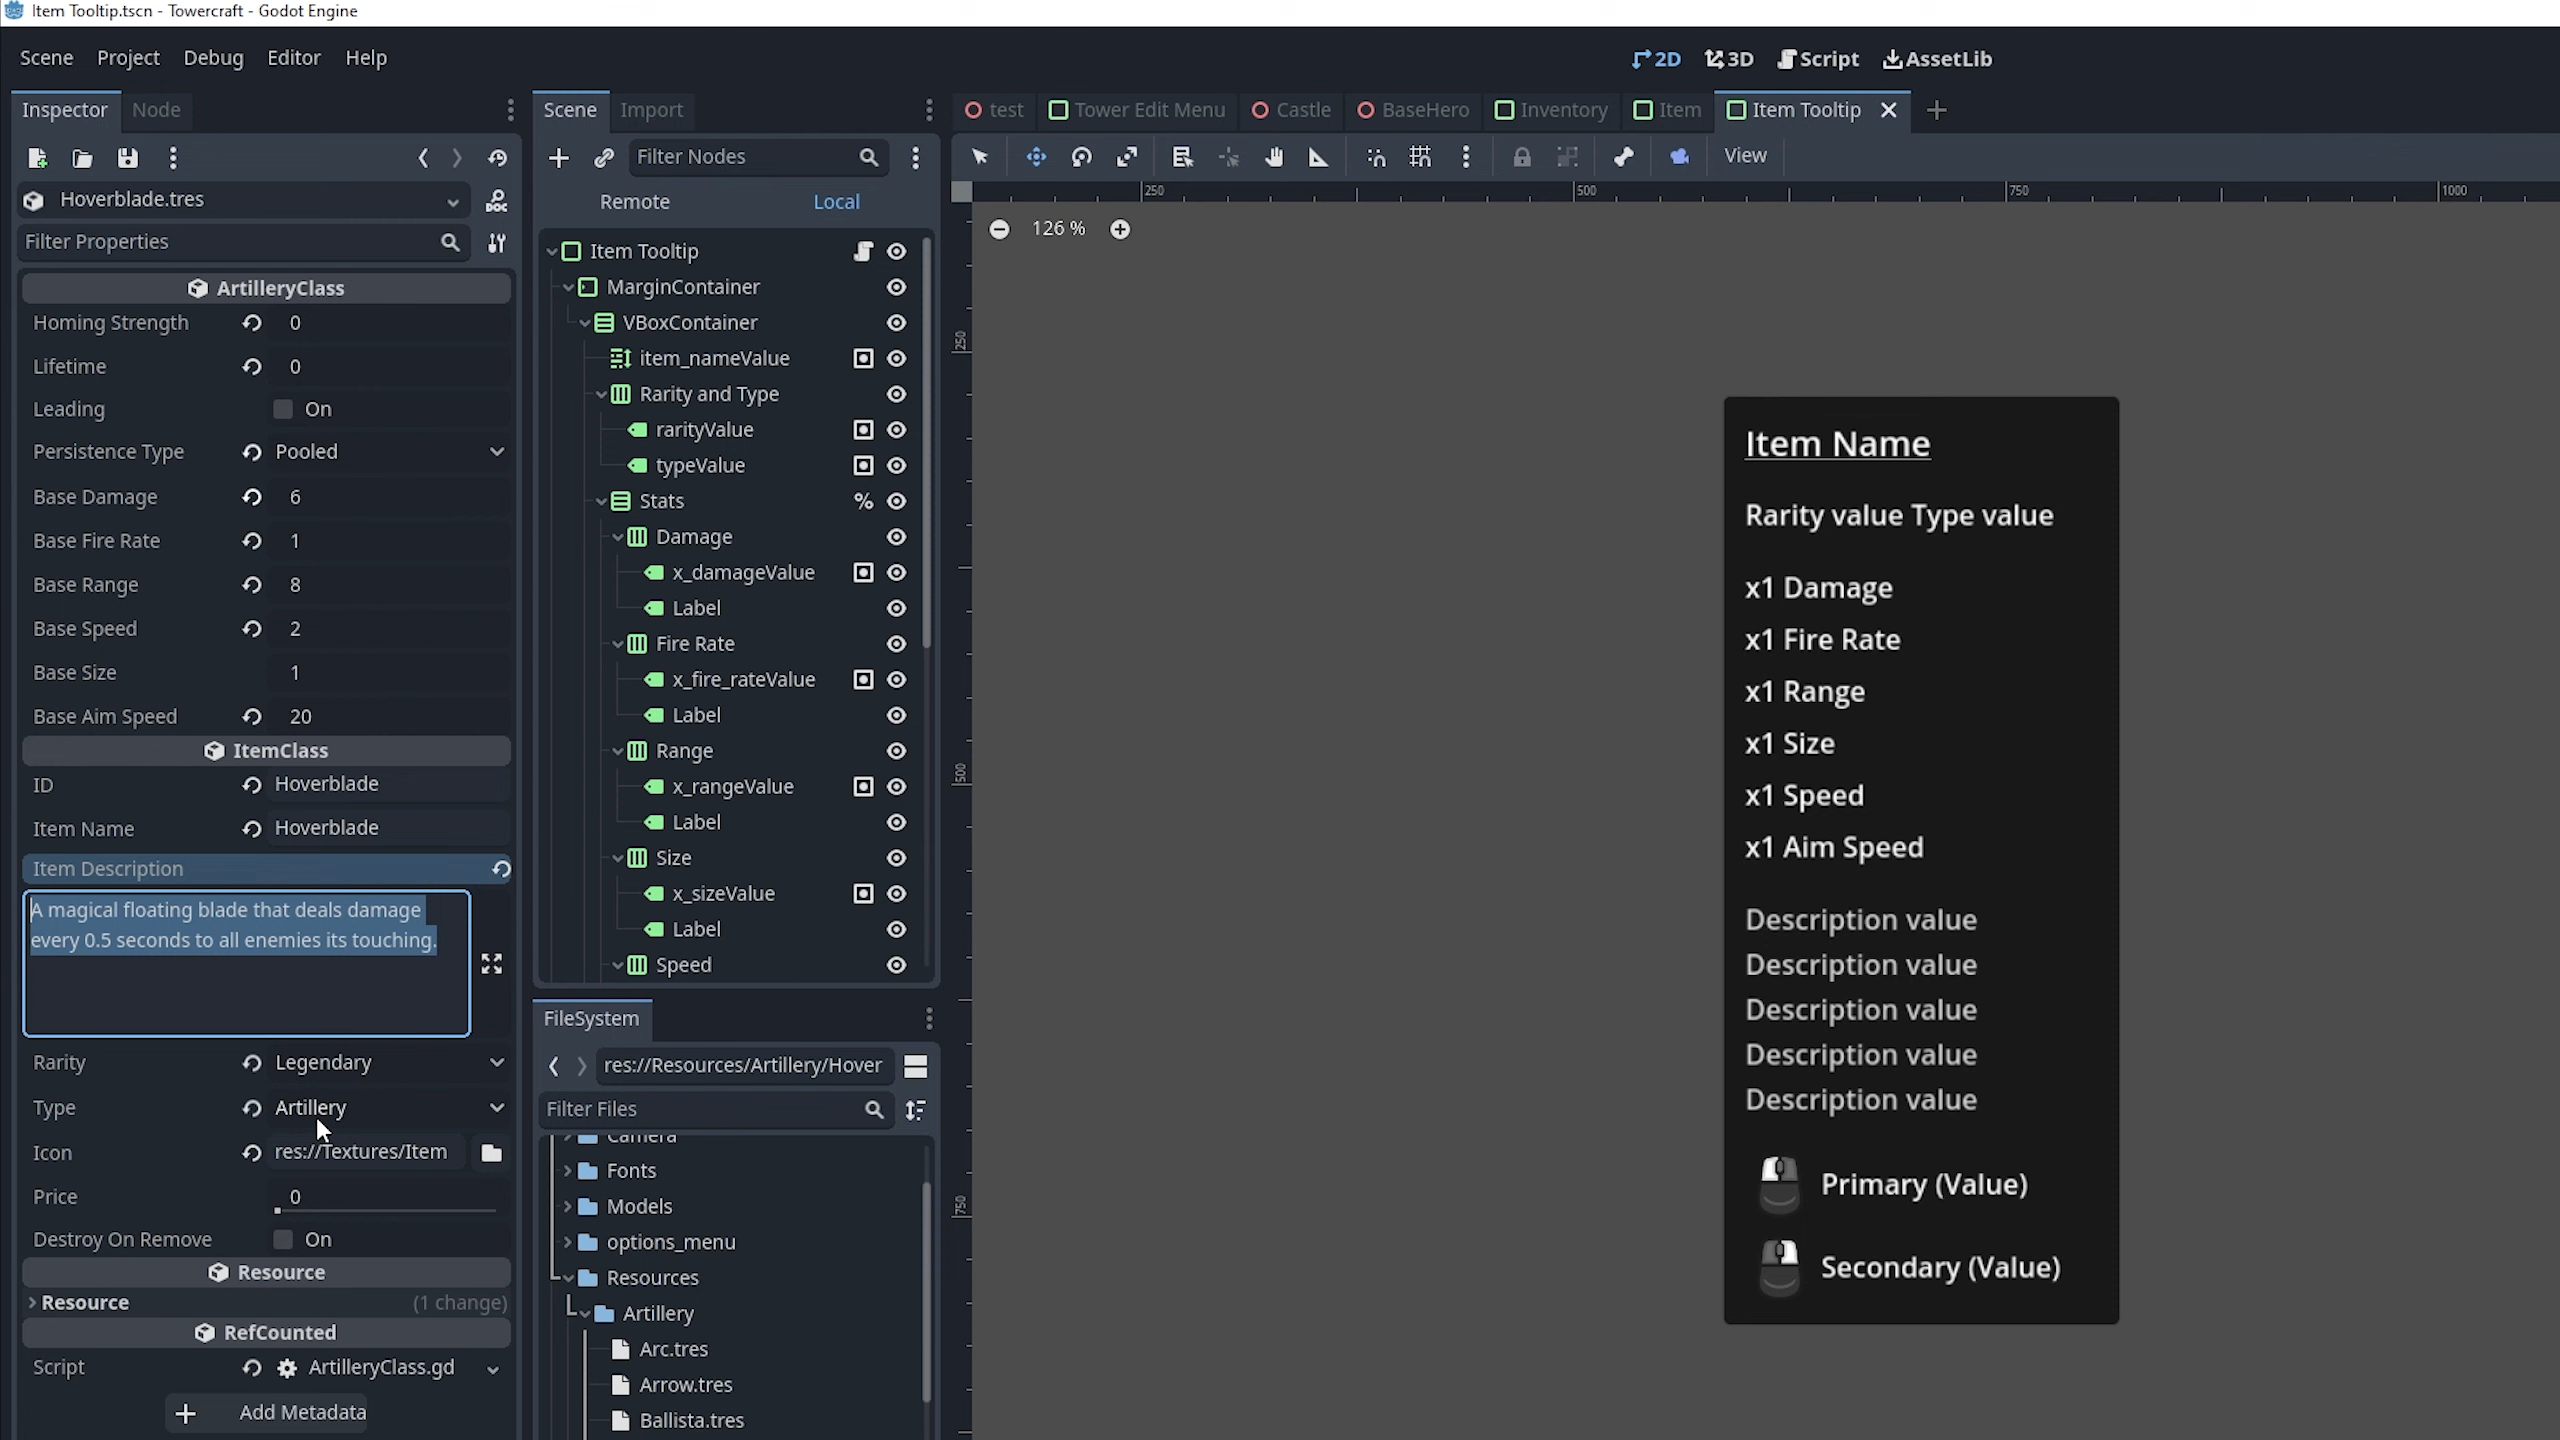 Item Tooltip.tscn - Towercraft - Godot Engine
Scene Project Debug Editor Help
2D 3D Script AssetLib
Inspector Node
Hoverblade.tres
Filter Properties
ArtilleryClass
Homing Strength 0
Lifetime 0
Leading On
Persistence Type Pooled
Base Damage 6
Base Fire Rate 1
Base Range 8
Base Speed 2
Base Size 1
Base Aim Speed 20
ItemClass
ID Hoverblade
Item Name Hoverblade
Item Description
A magical floating blade that deals damage
every 0.5 seconds to all enemies its touching.
Rarity Legendary
Type Artillery
Icon res://Textures/Item
Price 0
Destroy On Remove On
Resource
Resource (1 change)
RefCounted
Script ArtilleryClass.gd
Add Metadata
Scene Import
Filter Nodes
Remote Local
Item Tooltip
MarginContainer
VBoxContainer
item_nameValue
Rarity and Type
rarityValue
typeValue
Stats %
Damage
x_damageValue
Label
Fire Rate
x_fire_rateValue
Label
Range
x_rangeValue
Label
Size
x_sizeValue
Label
Speed
FileSystem
res://Resources/Artillery/Hover
Filter Files
Camera
Fonts
Models
options_menu
Resources
Artillery
Arc.tres
Arrow.tres
Ballista.tres
test Tower Edit Menu Castle BaseHero Inventory Item Item Tooltip
View
250 500 750 1000
126 %
250
500
750
Item Name
Rarity value Type value
x1 Damage
x1 Fire Rate
x1 Range
x1 Size
x1 Speed
x1 Aim Speed
Description value
Description value
Description value
Description value
Description value
Primary (Value)
Secondary (Value)